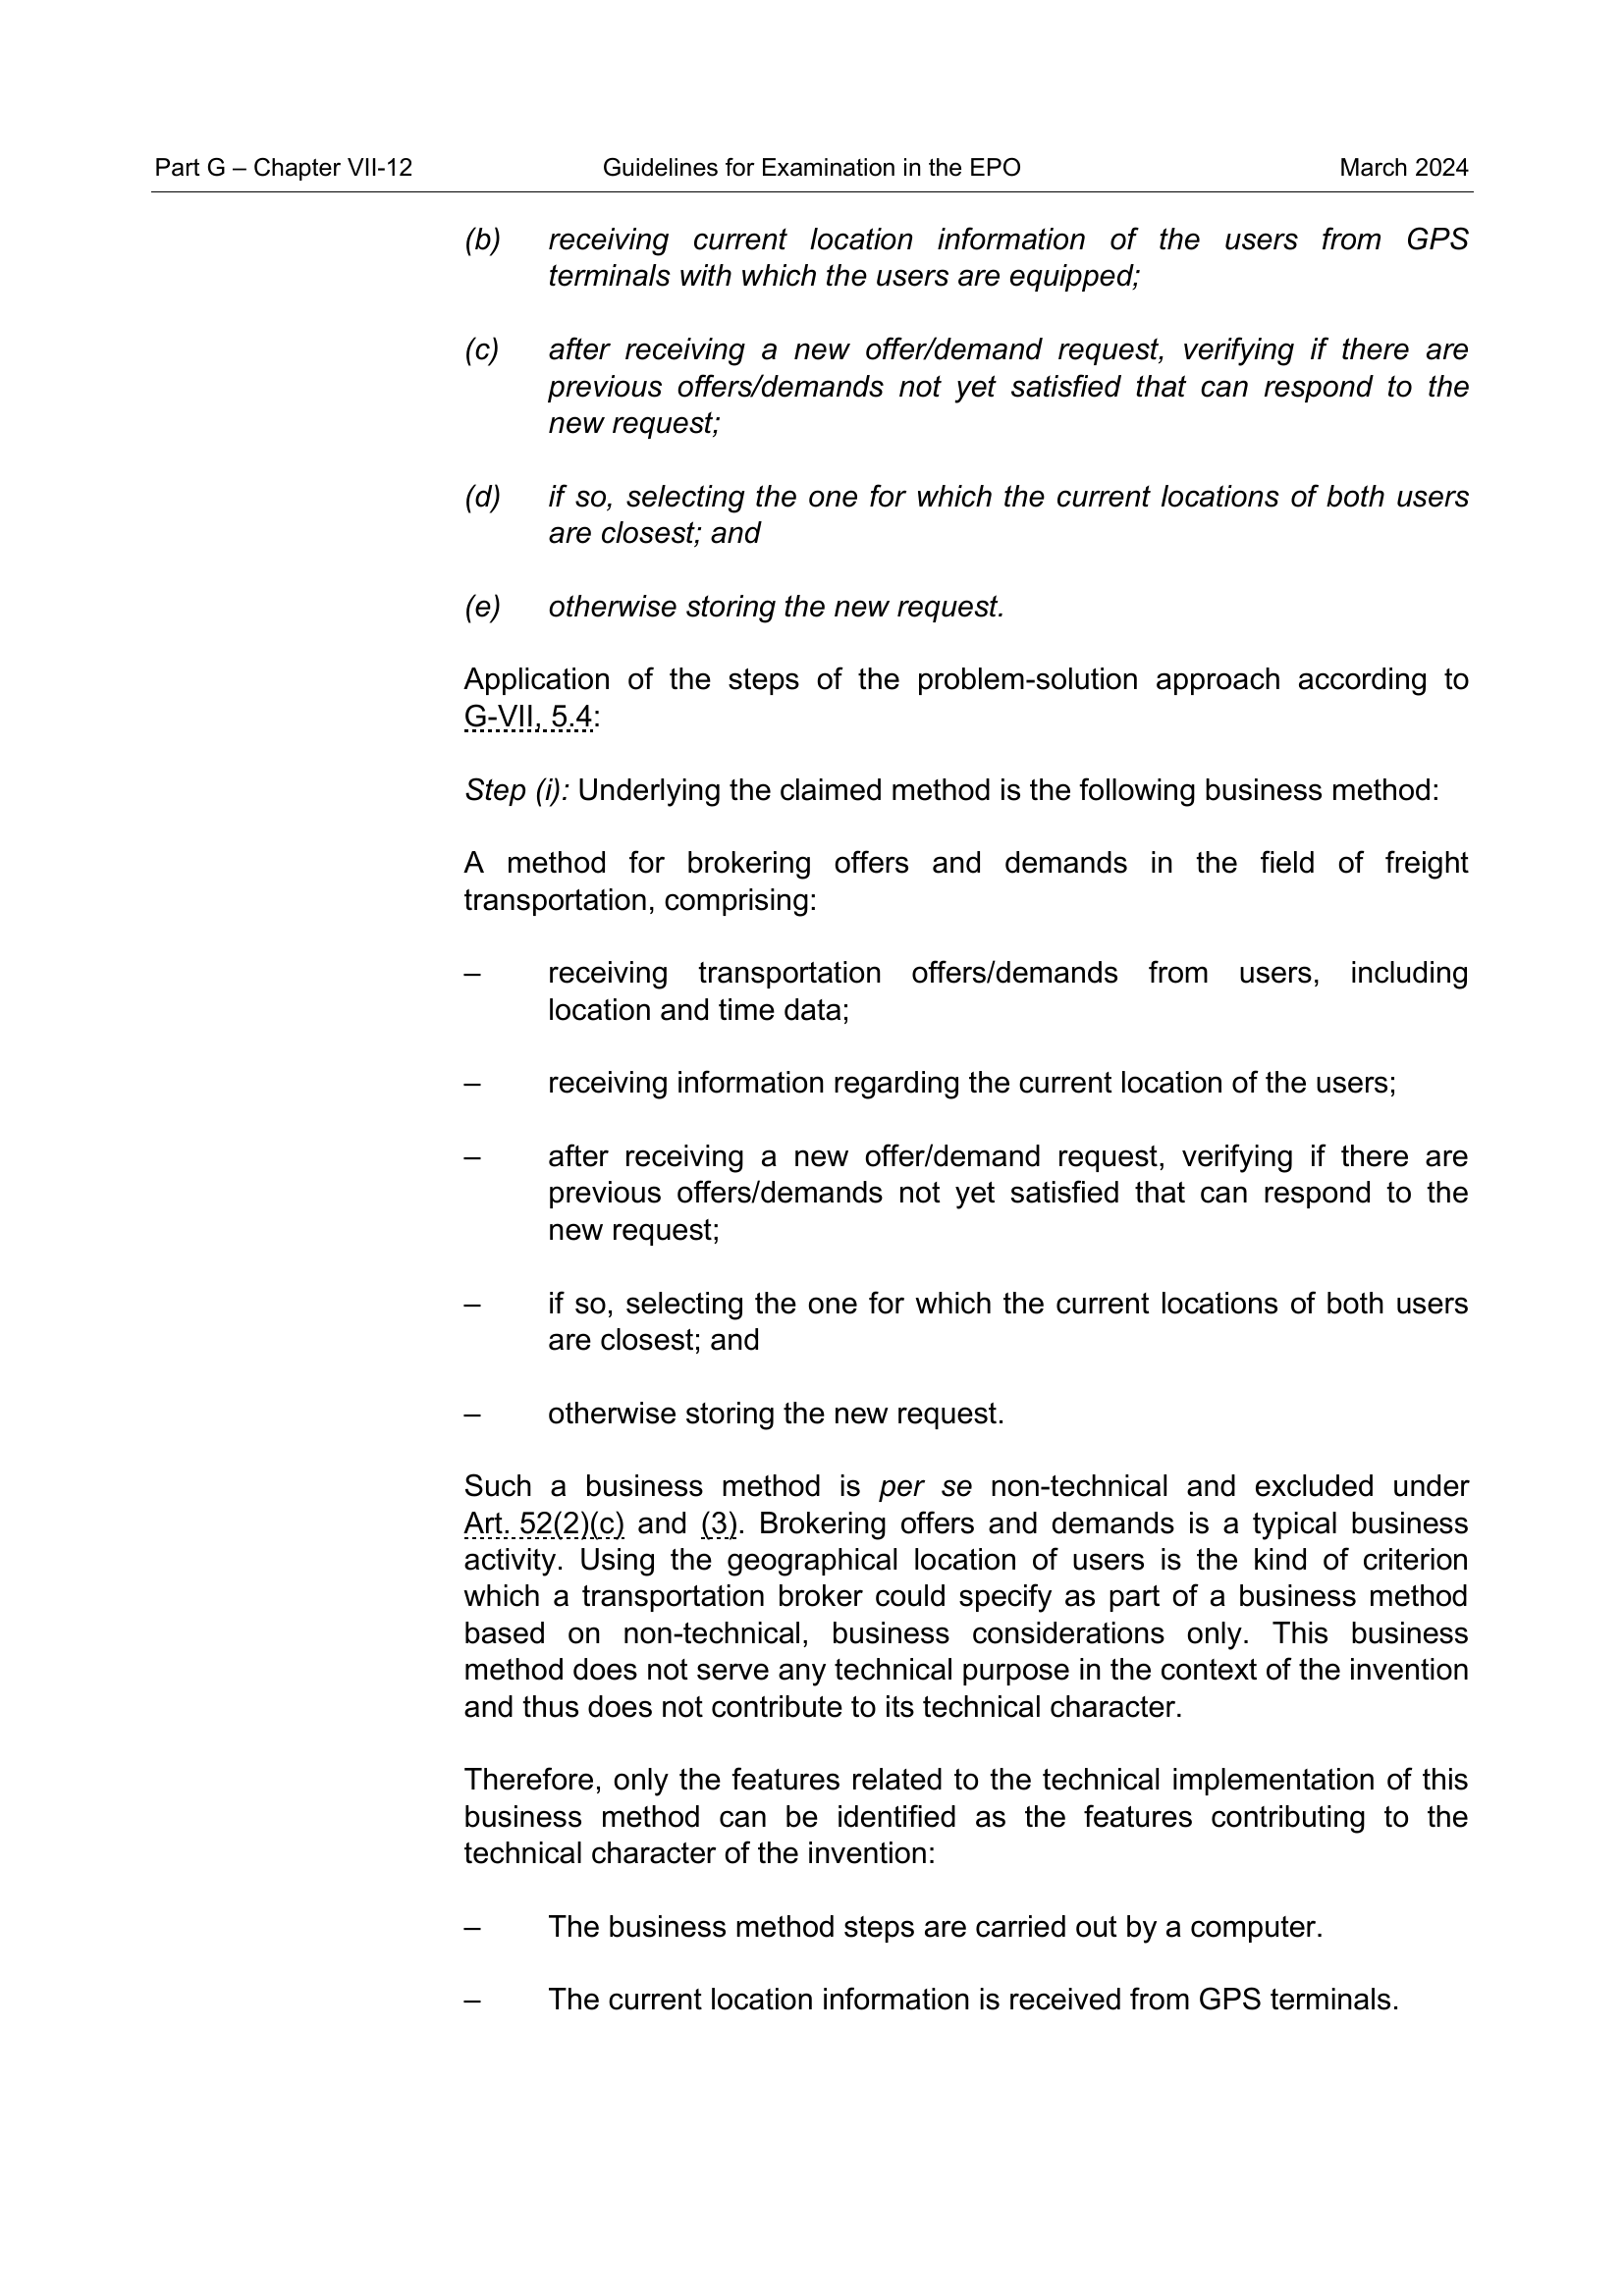 Part G – Chapter VII-12 Guidelines for Examination in the EPO March 2024
(b) receiving current location information of the users from GPS
terminals with which the users are equipped;
(c) after receiving a new offer/demand request, verifying if there are
previous offers/demands not yet satisfied that can respond to the
new request;
(d) if so, selecting the one for which the current locations of both users
are closest; and
(e) otherwise storing the new request.
Application of the steps of the problem-solution approach according to
G-VII, 5.4:
Step (i): Underlying the claimed method is the following business method:
A method for brokering offers and demands in the field of freight
transportation, comprising:
– receiving transportation offers/demands from users, including
location and time data;
– receiving information regarding the current location of the users;
– after receiving a new offer/demand request, verifying if there are
previous offers/demands not yet satisfied that can respond to the
new request;
– if so, selecting the one for which the current locations of both users
are closest; and
– otherwise storing the new request.
Such a business method is per se non-technical and excluded under
Art. 52(2)(c) and (3). Brokering offers and demands is a typical business
activity. Using the geographical location of users is the kind of criterion
which a transportation broker could specify as part of a business method
based on non-technical, business considerations only. This business
method does not serve any technical purpose in the context of the invention
and thus does not contribute to its technical character.
Therefore, only the features related to the technical implementation of this
business method can be identified as the features contributing to the
technical character of the invention:
– The business method steps are carried out by a computer.
– The current location information is received from GPS terminals.